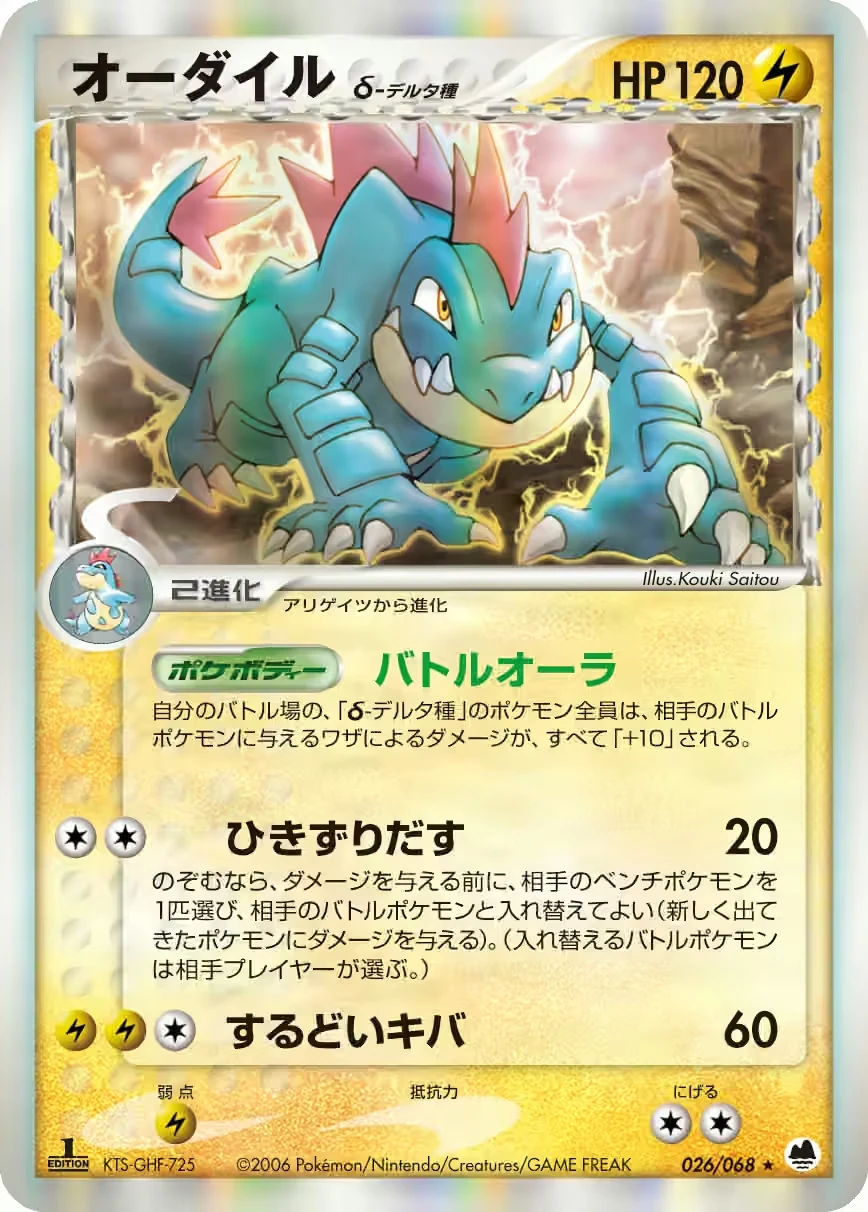 オーダイル δ-デルタ種 HP120
Illus.Kouki Saitou
2進化
アリゲイツから進化
ポケボディー バトルオーラ
自分のバトル場の、「δ-デルタ種」のポケモン全員は、相手のバトル
ポケモンに与えるワザによるダメージが、すべて「+10」される。
ひきずりだす 20
のぞむなら、ダメージを与える前に、相手のベンチポケモンを
1匹選び、相手のバトルポケモンと入れ替えてよい（新しく出て
きたポケモンにダメージを与える）。（入れ替えるバトルポケモン
は相手プレイヤーが選ぶ。）
するどいキバ 60
弱点 抵抗力 にげる
1 EDITION KTS-GHF-725 ©2006 Pokémon/Nintendo/Creatures/GAME FREAK 026/068 ★